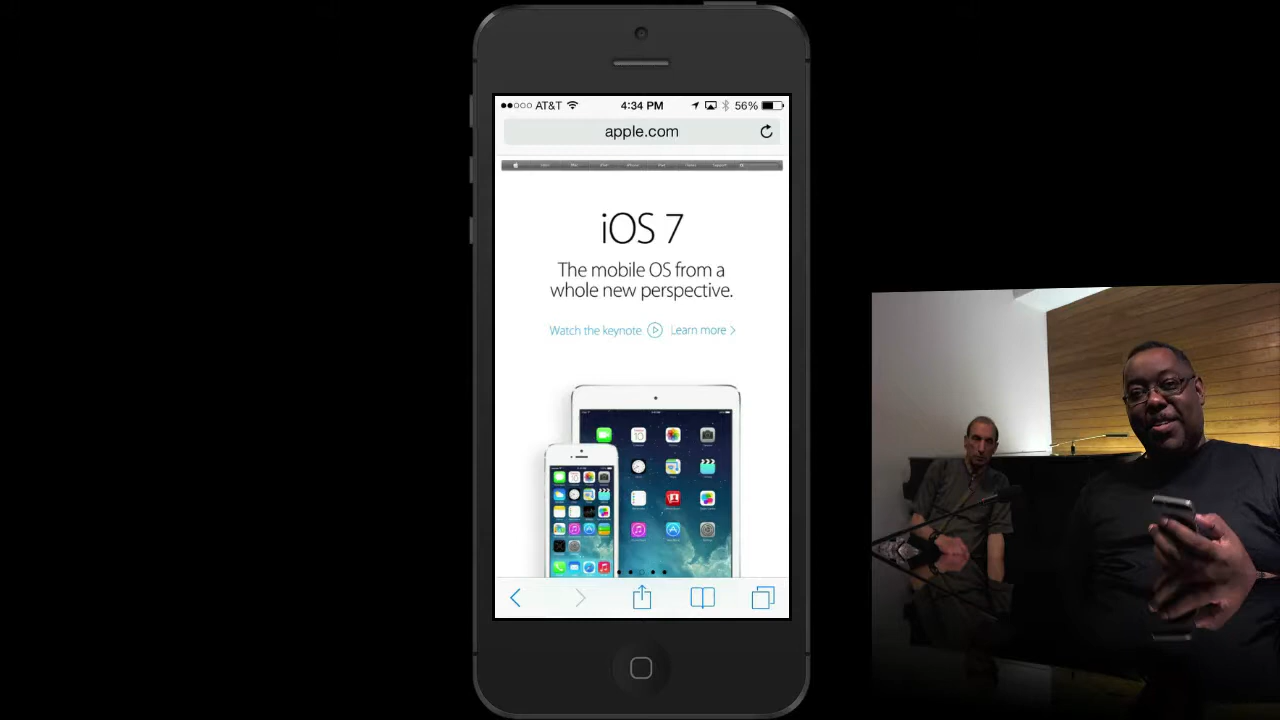 AT&T 4:34 PM 56%
apple.com
iOS 7
The mobile OS from a
whole new perspective.
Watch the keynote Learn more